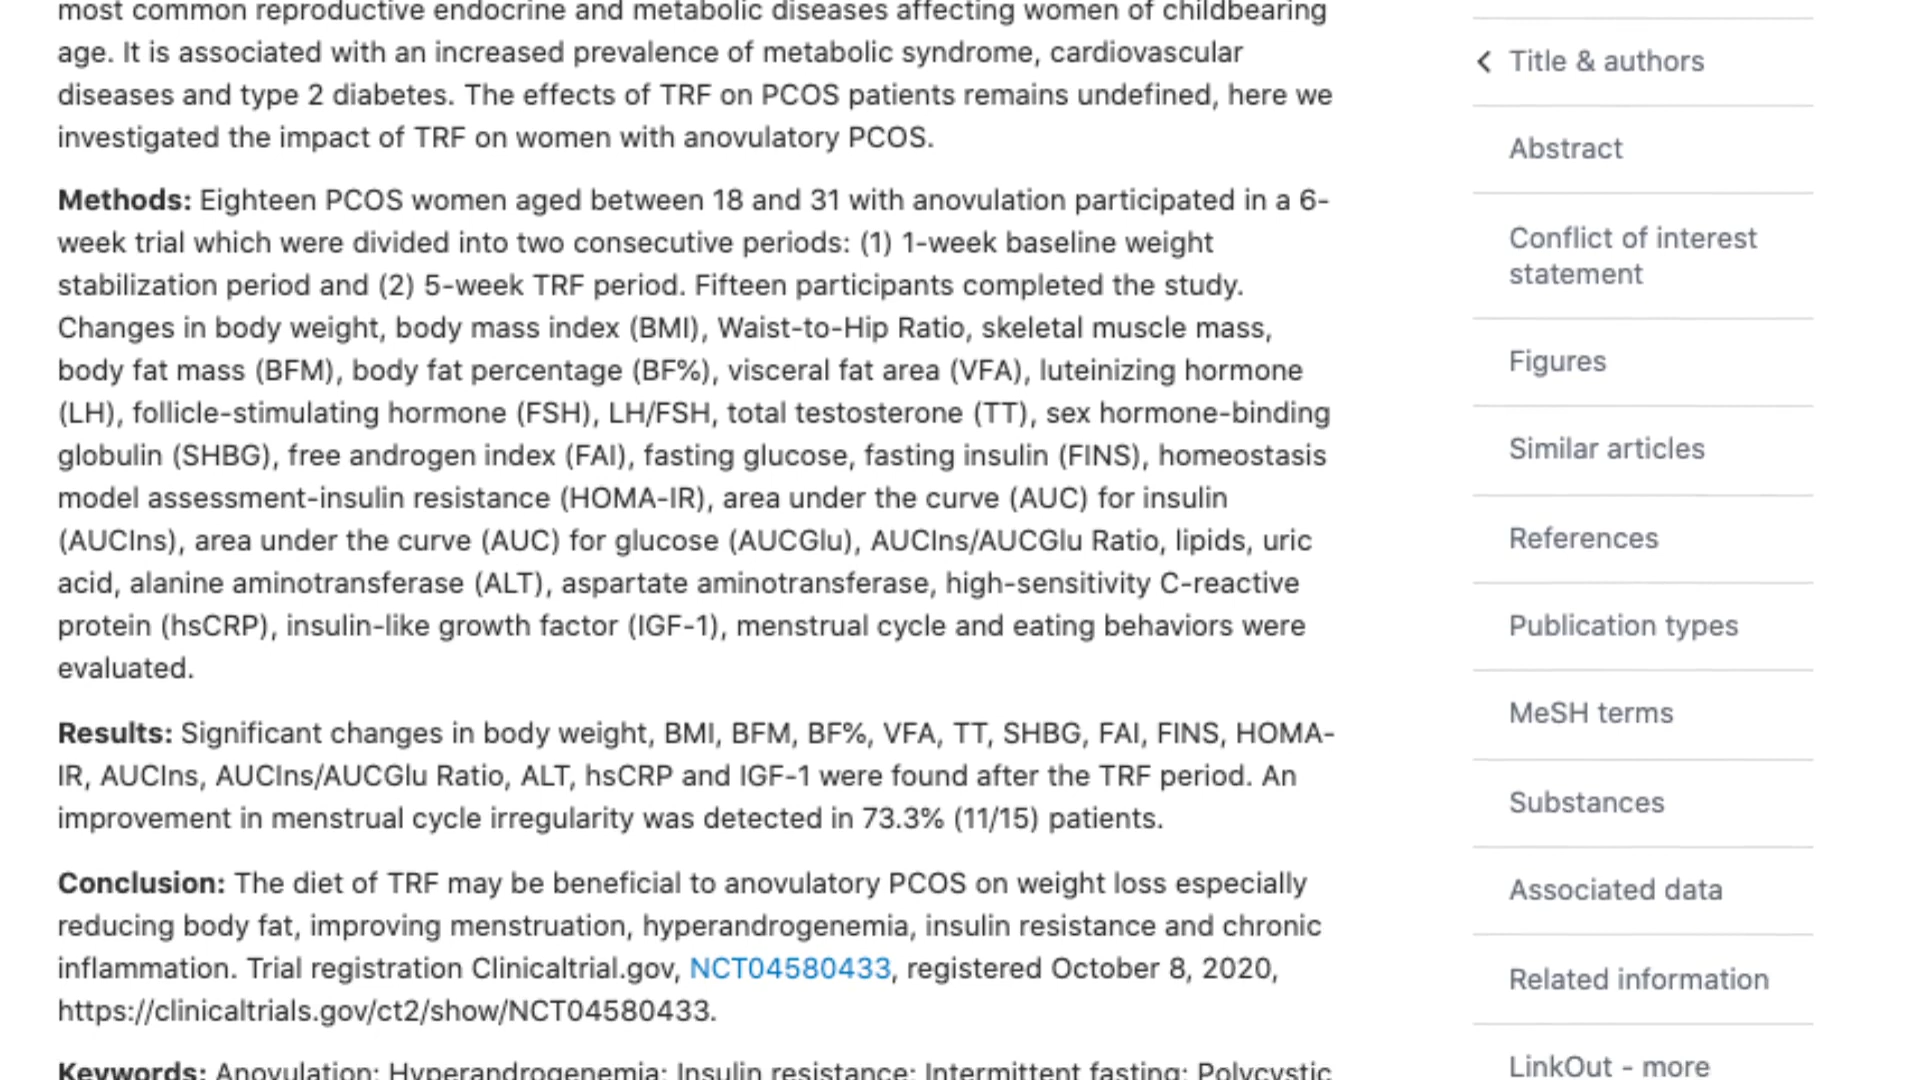 most common reproductive endocrine and metabolic diseases affecting women of childbearing
age. It is associated with an increased prevalence of metabolic syndrome, cardiovascular
diseases and type 2 diabetes. The effects of TRF on PCOS patients remains undefined, here we
investigated the impact of TRF on women with anovulatory PCOS.
Methods: Eighteen PCOS women aged between 18 and 31 with anovulation participated in a 6-
week trial which were divided into two consecutive periods: (1) 1-week baseline weight
stabilization period and (2) 5-week TRF period. Fifteen participants completed the study.
Changes in body weight, body mass index (BMI), Waist-to-Hip Ratio, skeletal muscle mass,
body fat mass (BFM), body fat percentage (BF%), visceral fat area (VFA), luteinizing hormone
(LH), follicle-stimulating hormone (FSH), LH/FSH, total testosterone (TT), sex hormone-binding
globulin (SHBG), free androgen index (FAI), fasting glucose, fasting insulin (FINS), homeostasis
model assessment-insulin resistance (HOMA-IR), area under the curve (AUC) for insulin
(AUCIns), area under the curve (AUC) for glucose (AUCGlu), AUCIns/AUCGlu Ratio, lipids, uric
acid, alanine aminotransferase (ALT), aspartate aminotransferase, high-sensitivity C-reactive
protein (hsCRP), insulin-like growth factor (IGF-1), menstrual cycle and eating behaviors were
evaluated.
Results: Significant changes in body weight, BMI, BFM, BF%, VFA, TT, SHBG, FAI, FINS, HOMA-
IR, AUCIns, AUCIns/AUCGlu Ratio, ALT, hsCRP and IGF-1 were found after the TRF period. An
improvement in menstrual cycle irregularity was detected in 73.3% (11/15) patients.
Conclusion: The diet of TRF may be beneficial to anovulatory PCOS on weight loss especially
reducing body fat, improving menstruation, hyperandrogenemia, insulin resistance and chronic
inflammation. Trial registration Clinicaltrial.gov, NCT04580433, registered October 8, 2020,
https://clinicaltrials.gov/ct2/show/NCT04580433.
Keywords: Anovulation; Hyperandrogenemia; Insulin resistance; Intermittent fasting; Polycystic
Title & authors
Abstract
Conflict of interest
statement
Figures
Similar articles
References
Publication types
MeSH terms
Substances
Associated data
Related information
LinkOut - more